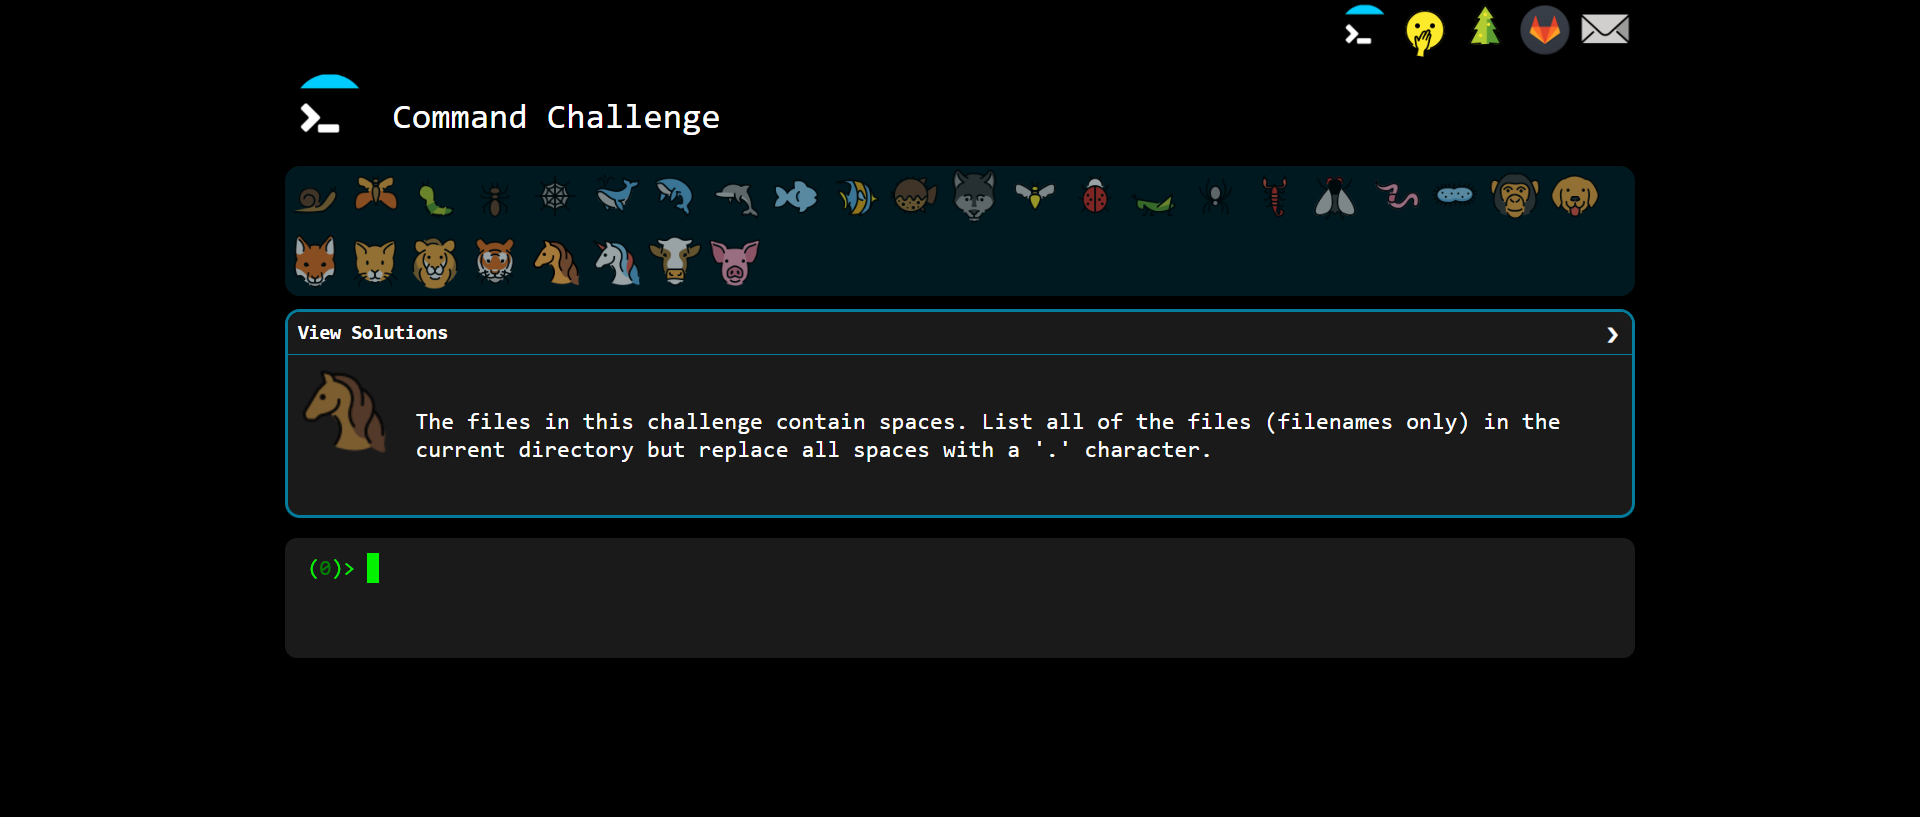 Command Challenge
View Solutions
The files in this challenge contain spaces. List all of the files (filenames only) in the
current directory but replace all spaces with a '.' character.
(0)>